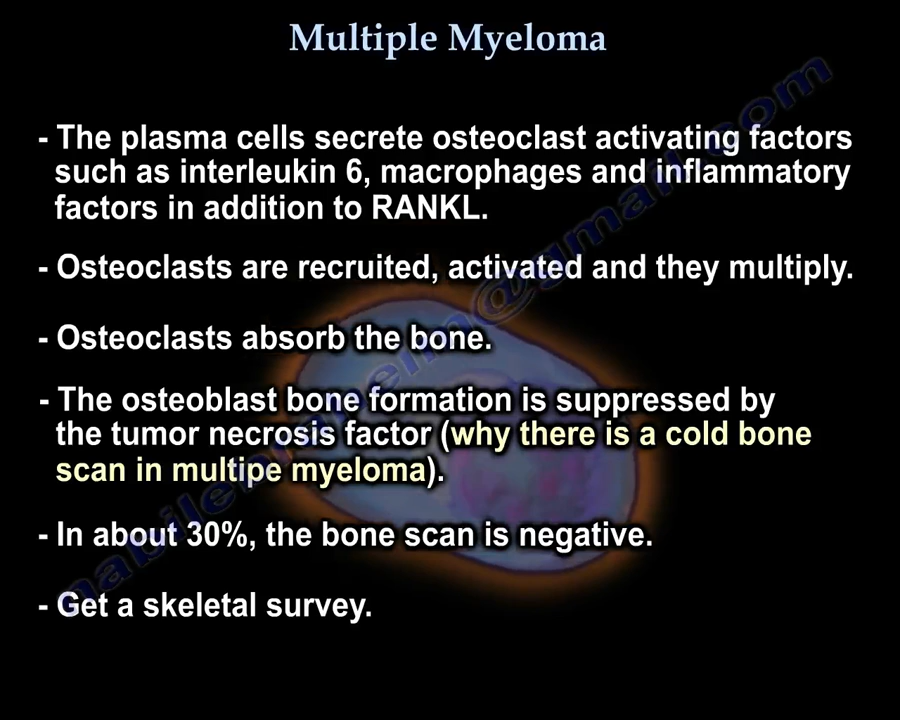 Multiple Myeloma
- The plasma cells secrete osteoclast activating factors
such as interleukin 6, macrophages and inflammatory
factors in addition to RANKL.
- Osteoclasts are recruited, activated and they multiply.
- Osteoclasts absorb the bone.
- The osteoblast bone formation is suppressed by
the tumor necrosis factor (why there is a cold bone
scan in multipe myeloma).
- In about 30%, the bone scan is negative.
- Get a skeletal survey.
nabilebraheim@gmail.com